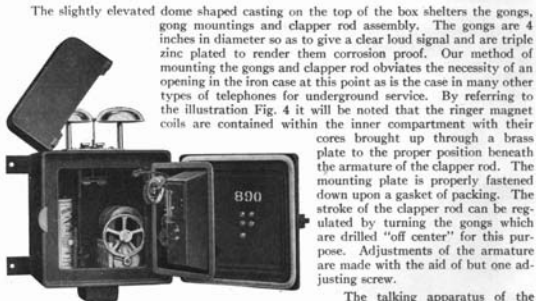 The slightly elevated dome shaped casting on the top of the box shelters the gongs,
gong mountings and clapper rod assembly. The gongs are 4
inches in diameter so as to give a clear loud signal and are triple
zinc plated to render them corrosion proof. Our method of
mounting the gongs and clapper rod obviates the necessity of an
opening in the iron case at this point as is the case in many other
types of telephones for underground service. By referring to
the illustration Fig. 4 it will be noted that the ringer magnet
coils are contained within the inner compartment with their
cores brought up through a brass
plate to the proper position beneath
the armature of the clapper rod. The
mounting plate is properly fastened
down upon a gasket of packing. The
stroke of the clapper rod can be reg-
ulated by turning the gongs which
are drilled "off center" for this pur-
pose. Adjustments of the armature
are made with the aid of but one ad-
justing screw.
The talking apparatus of the
890